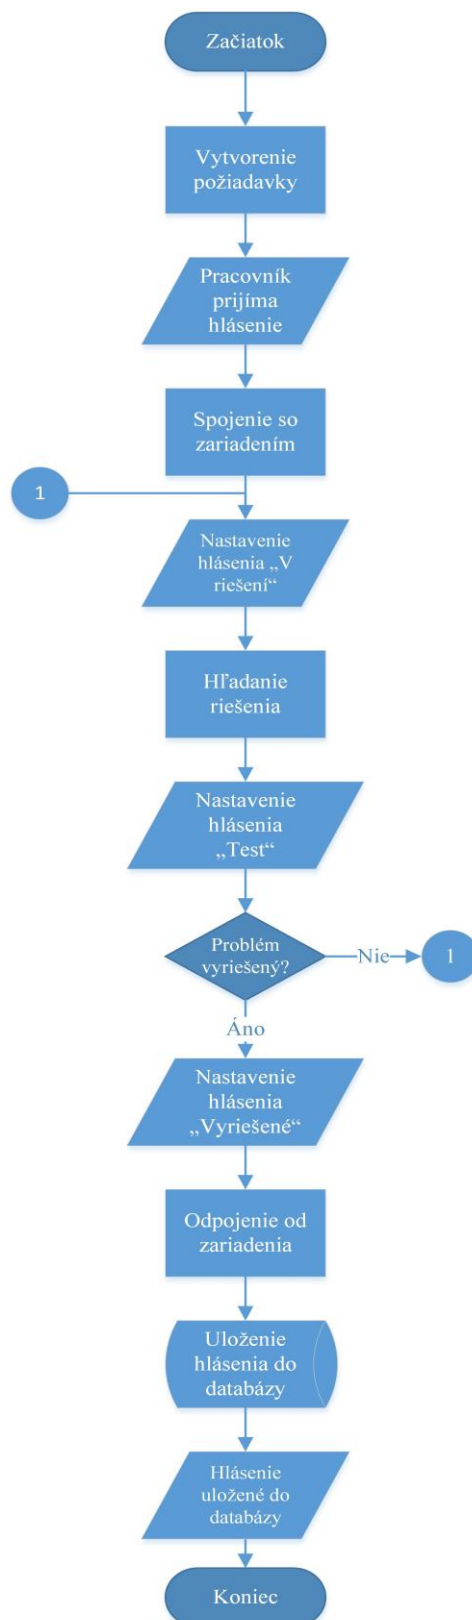 Začiatok
Vytvorenie
požiadavky
Pracovník
prijíma
hlásenie
Spojenie so
zariadením
1
Nastavenie
hlásenia „V
riešení“
Hľadanie
riešenia
Nastavenie
hlásenia
„Test“
Problém
vyriešený?
Nie
1
Áno
Nastavenie
hlásenia
„Vyriešené“
Odpojenie od
zariadenia
Uloženie
hlásenia do
databázy
Hlásenie
uložené do
databázy
Koniec